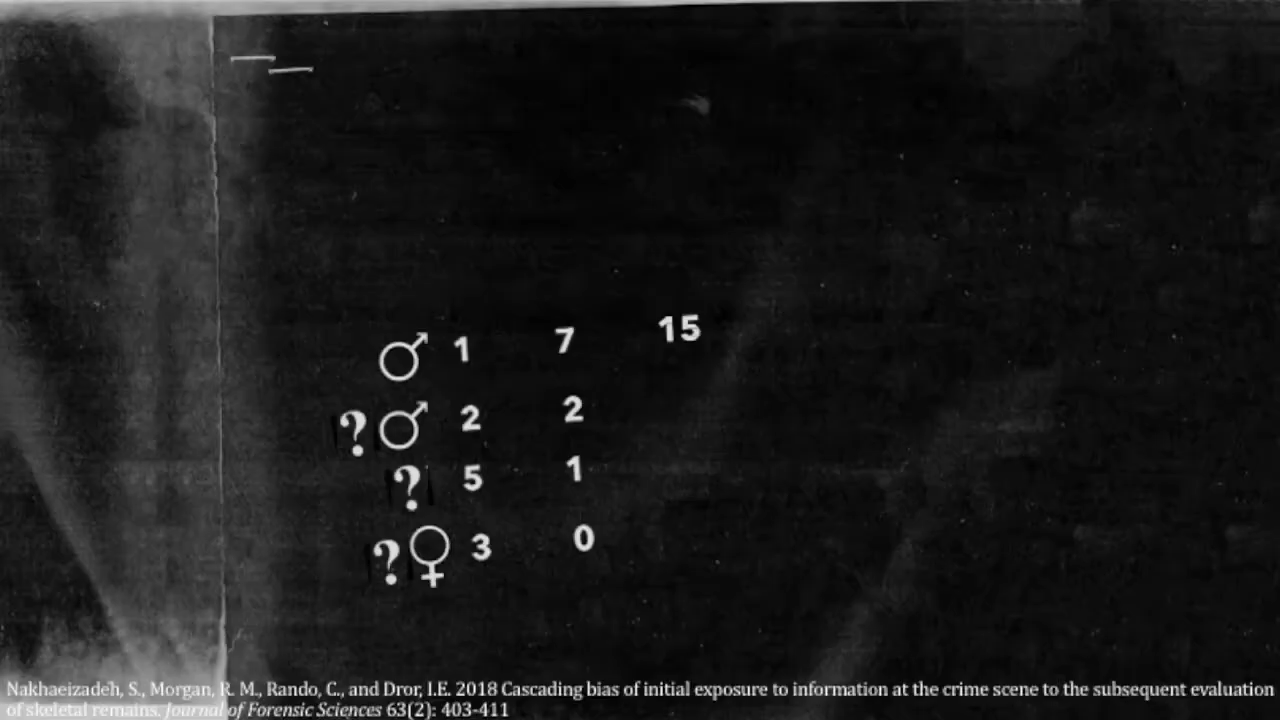 ♂ 1 7 15
?♂ 2 2
? 5 1
?♀ 3 0
Nakhaeizadeh, S., Morgan, R. M., Rando, C., and Dror, I.E. 2018 Cascading bias of initial exposure to information at the crime scene to the subsequent evaluation
of skeletal remains. Journal of Forensic Sciences 63(2): 403-411